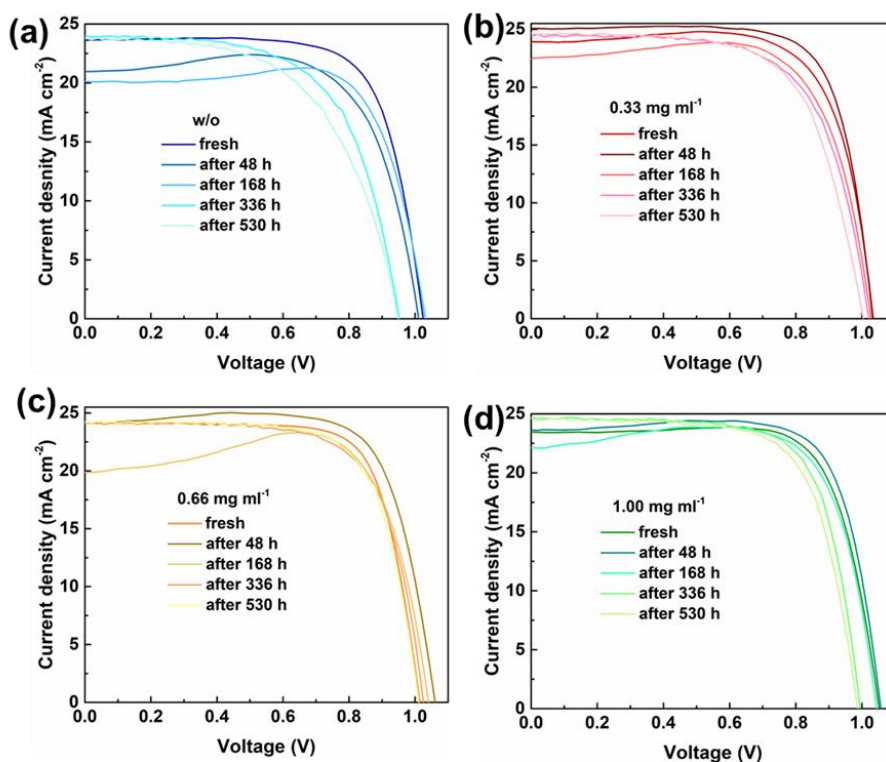 (a)
25
20
15
10
5
0
Current desnity (mA cm⁻²)
w/o
fresh
after 48 h
after 168 h
after 336 h
after 530 h
0.0 0.2 0.4 0.6 0.8 1.0
Voltage (V)
(b)
25
20
15
10
5
0
Current density (mA cm⁻²)
0.33 mg ml⁻¹
fresh
after 48 h
after 168 h
after 336 h
after 530 h
0.0 0.2 0.4 0.6 0.8 1.0
Voltage (V)
(c)
25
20
15
10
5
0
Current density (mA cm⁻²)
0.66 mg ml⁻¹
fresh
after 48 h
after 168 h
after 336 h
after 530 h
0.0 0.2 0.4 0.6 0.8 1.0
Voltage (V)
(d)
25
20
15
10
5
0
Current density (mA cm⁻²)
1.00 mg ml⁻¹
fresh
after 48 h
after 168 h
after 336 h
after 530 h
0.0 0.2 0.4 0.6 0.8 1.0
Voltage (V)